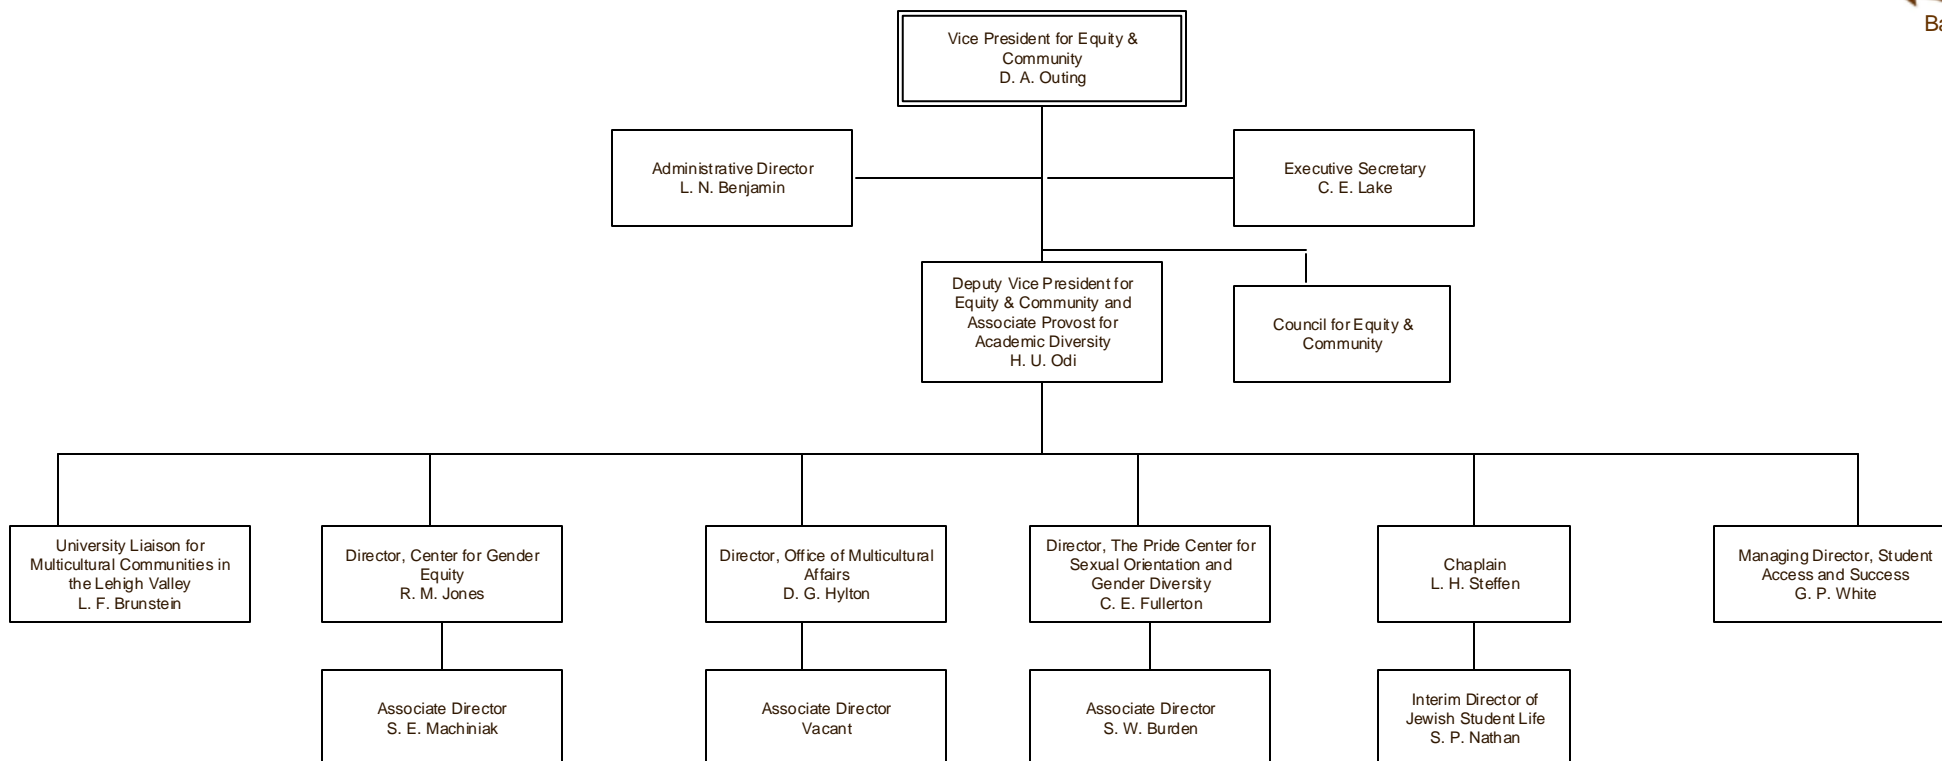 Ba
Vice President for Equity &
Community
D. A. Outing
Administrative Director
L. N. Benjamin
Executive Secretary
C. E. Lake
Deputy Vice President for
Equity & Community and
Associate Provost for
Academic Diversity
H. U. Odi
Council for Equity &
Community
University Liaison for
Multicultural Communities in
the Lehigh Valley
L. F. Brunstein
Director, Center for Gender
Equity
R. M. Jones
Director, Office of Multicultural
Affairs
D. G. Hylton
Director, The Pride Center for
Sexual Orientation and
Gender Diversity
C. E. Fullerton
Chaplain
L. H. Steffen
Managing Director, Student
Access and Success
G. P. White
Associate Director
S. E. Machiniak
Associate Director
Vacant
Associate Director
S. W. Burden
Interim Director of
Jewish Student Life
S. P. Nathan